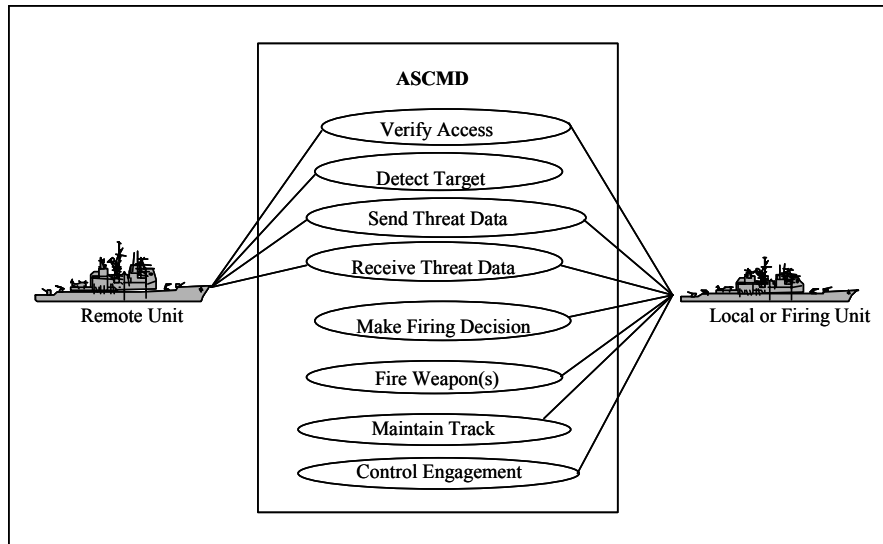 ASCMD
Verify Access
Detect Target
Send Threat Data
Receive Threat Data
Remote Unit
Local or Firing Unit
Make Firing Decision
Fire Weapon(s)
Maintain Track
Control Engagement